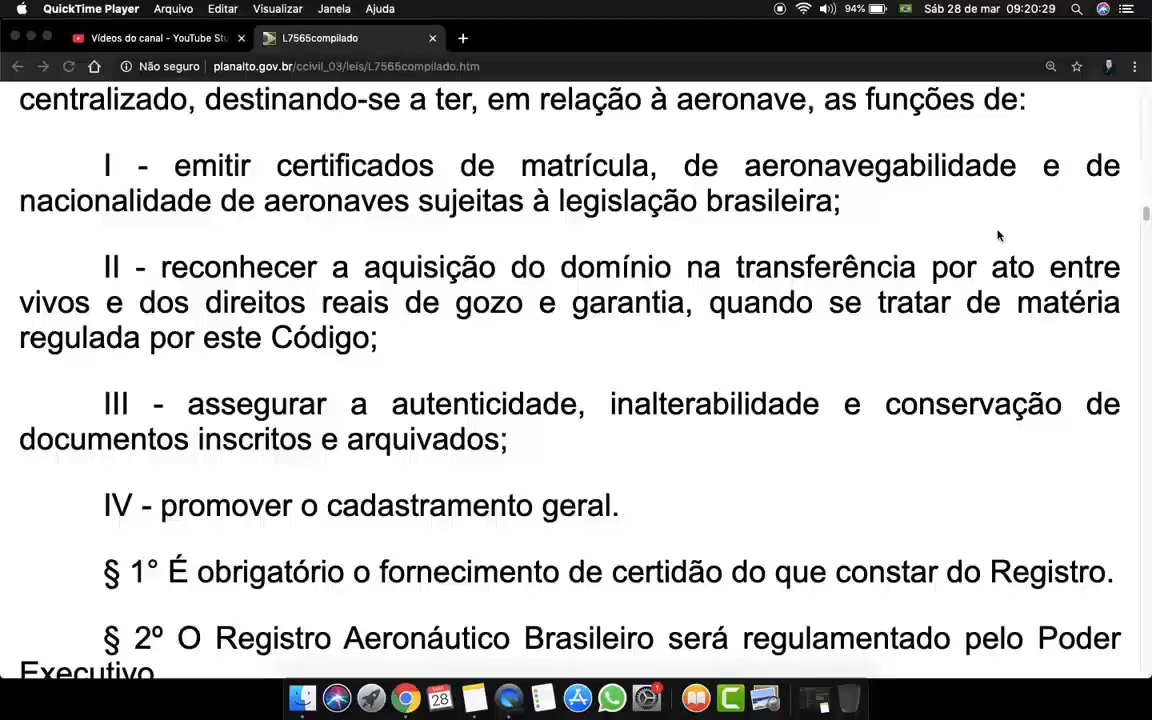 QuickTime Player Arquivo Editar Visualizar Janela Ajuda 94% Sáb 28 de mar 09:20:29
Vídeos do canal - YouTube Stu × L7565compilado × +
Não seguro planalto.gov.br/ccivil_03/leis/L7565compilado.htm
centralizado, destinando-se a ter, em relação à aeronave, as funções de:
I - emitir certificados de matrícula, de aeronavegabilidade e de
nacionalidade de aeronaves sujeitas à legislação brasileira;
II - reconhecer a aquisição do domínio na transferência por ato entre
vivos e dos direitos reais de gozo e garantia, quando se tratar de matéria
regulada por este Código;
III - assegurar a autenticidade, inalterabilidade e conservação de
documentos inscritos e arquivados;
IV - promover o cadastramento geral.
§ 1° É obrigatório o fornecimento de certidão do que constar do Registro.
§ 2º O Registro Aeronáutico Brasileiro será regulamentado pelo Poder
Executivo
28